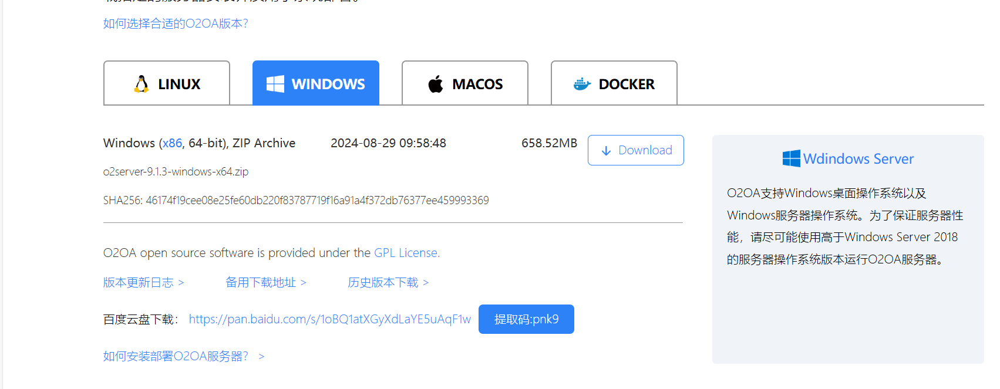 如何选择合适的O2OA版本?
LINUX
WINDOWS
MACOS
DOCKER
Windows (x86, 64-bit), ZIP Archive 2024-08-29 09:58:48 658.52MB Download
o2server-9.1.3-windows-x64.zip
SHA256: 46174f19cee08e25fe60db220f83787719f16a91a4f372db76377ee459993369
O2OA open source software is provided under the GPL License.
版本更新日志 > 备用下载地址 > 历史版本下载 >
百度云盘下载： https://pan.baidu.com/s/1oBQ1atXGyXdLaYE5uAqF1w 提取码:pnk9
如何安装部署O2OA服务器? >
Wdindows Server
O2OA支持Windows桌面操作系统以及
Windows服务器操作系统。为了保证服务器性
能，请尽可能使用高于Windows Server 2018
的服务器操作系统版本运行O2OA服务器。